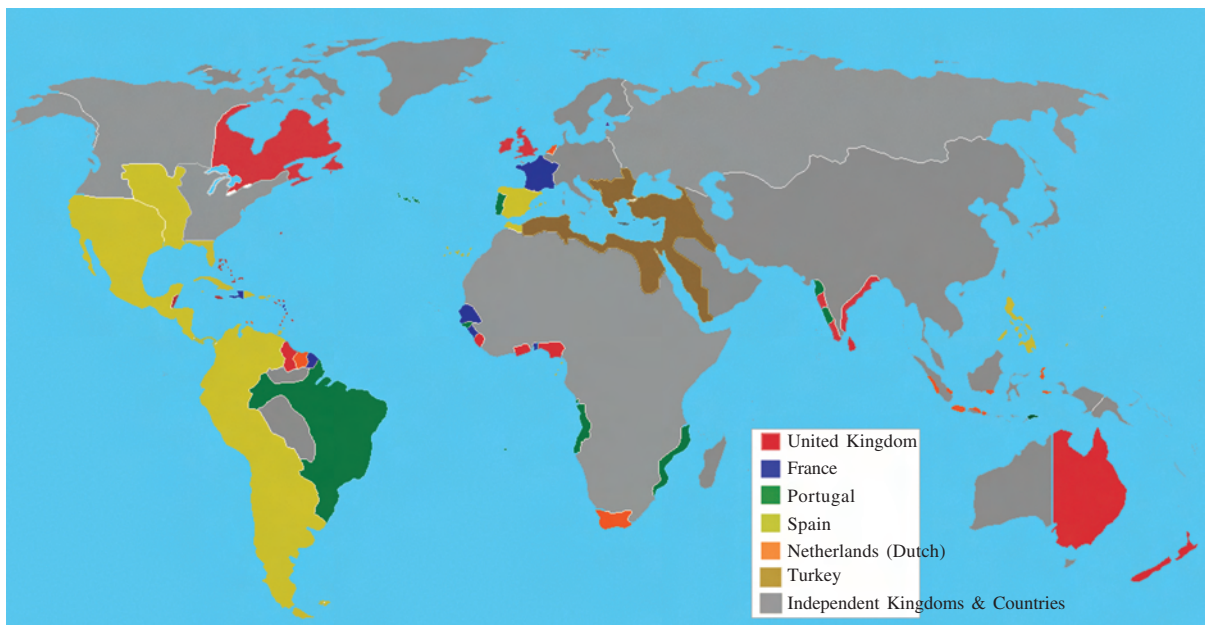 United Kingdom
France
Portugal
Spain
Netherlands (Dutch)
Turkey
Independent Kingdoms & Countries